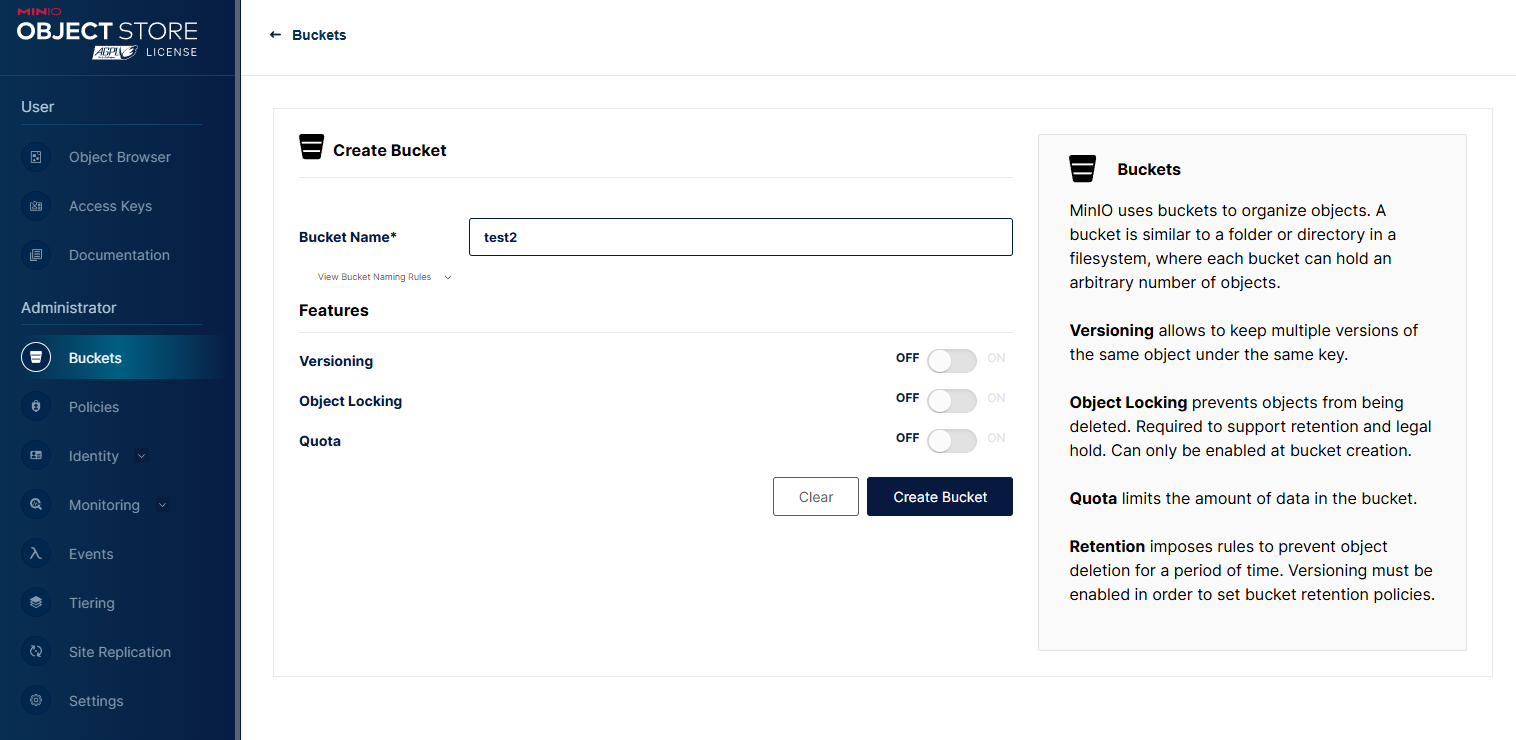 MINIO
OBJECT STORE
AGPL LICENSE
User
Object Browser
Access Keys
Documentation
Administrator
Buckets
Policies
Identity
Monitoring
Events
Tiering
Site Replication
Settings
Buckets
Create Bucket
Bucket Name*
test2
View Bucket Naming Rules
Features
Versioning
OFF
ON
Object Locking
OFF
ON
Quota
OFF
ON
Clear
Create Bucket
Buckets
MinIO uses buckets to organize objects. A
bucket is similar to a folder or directory in a
filesystem, where each bucket can hold an
arbitrary number of objects.
Versioning allows to keep multiple versions of
the same object under the same key.
Object Locking prevents objects from being
deleted. Required to support retention and legal
hold. Can only be enabled at bucket creation.
Quota limits the amount of data in the bucket.
Retention imposes rules to prevent object
deletion for a period of time. Versioning must be
enabled in order to set bucket retention policies.